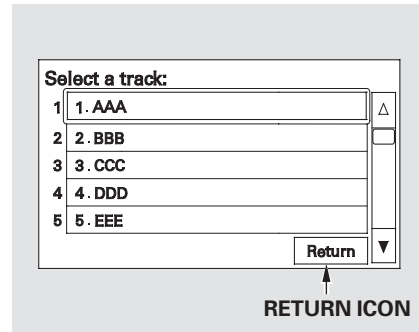 Select a track:
1 1. AAA
2 2. BBB
3 3. CCC
4 4. DDD
5 5. EEE
Return
RETURN ICON